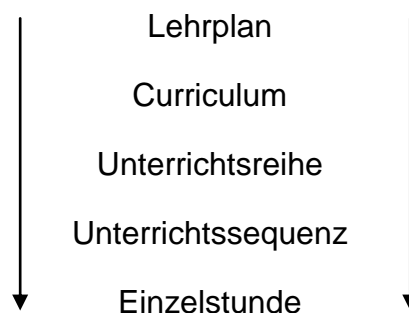 Lehrplan
Curriculum
Unterrichtsreihe
Unterrichtssequenz
Einzelstunde